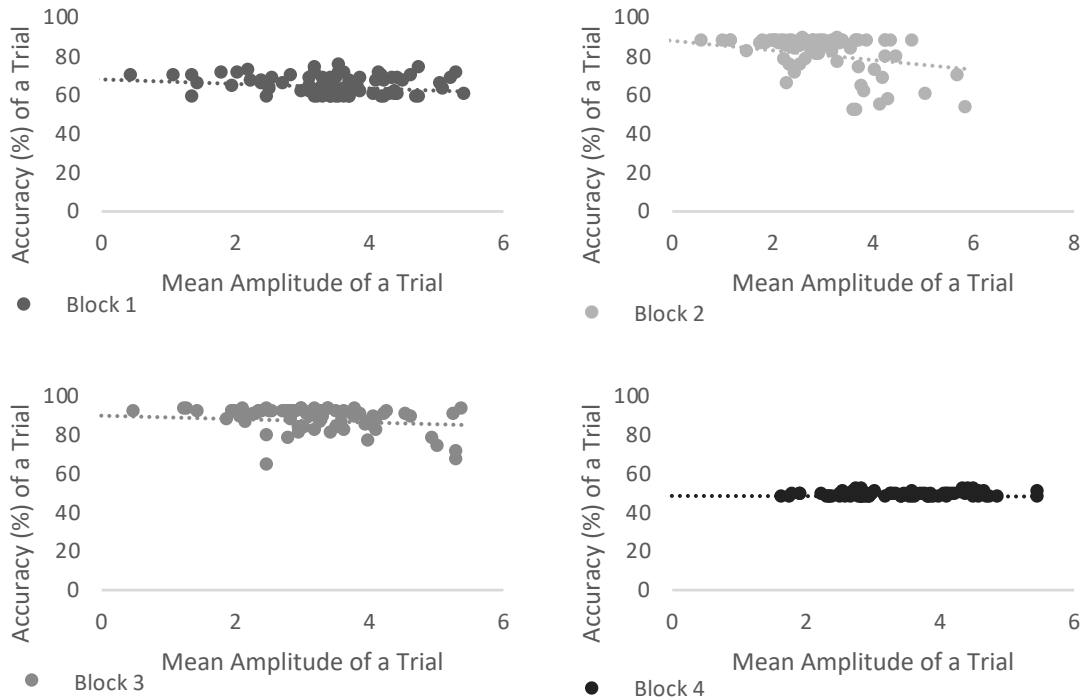 Accuracy (%) of a Trial
100
80
60
40
20
0
0 2 4 6
Mean Amplitude of a Trial
Block 1
Accuracy (%) of a Trial
100
80
60
40
20
0
0 2 4 6 8
Mean Amplitude of a Trial
Block 2
Accuracy (%) of a Trial
100
80
60
40
20
0
0 2 4 6
Mean Amplitude of a Trial
Block 3
Accuracy (%) of a Trial
100
80
60
40
20
0
0 2 4 6
Mean Amplitude of a Trial
Block 4